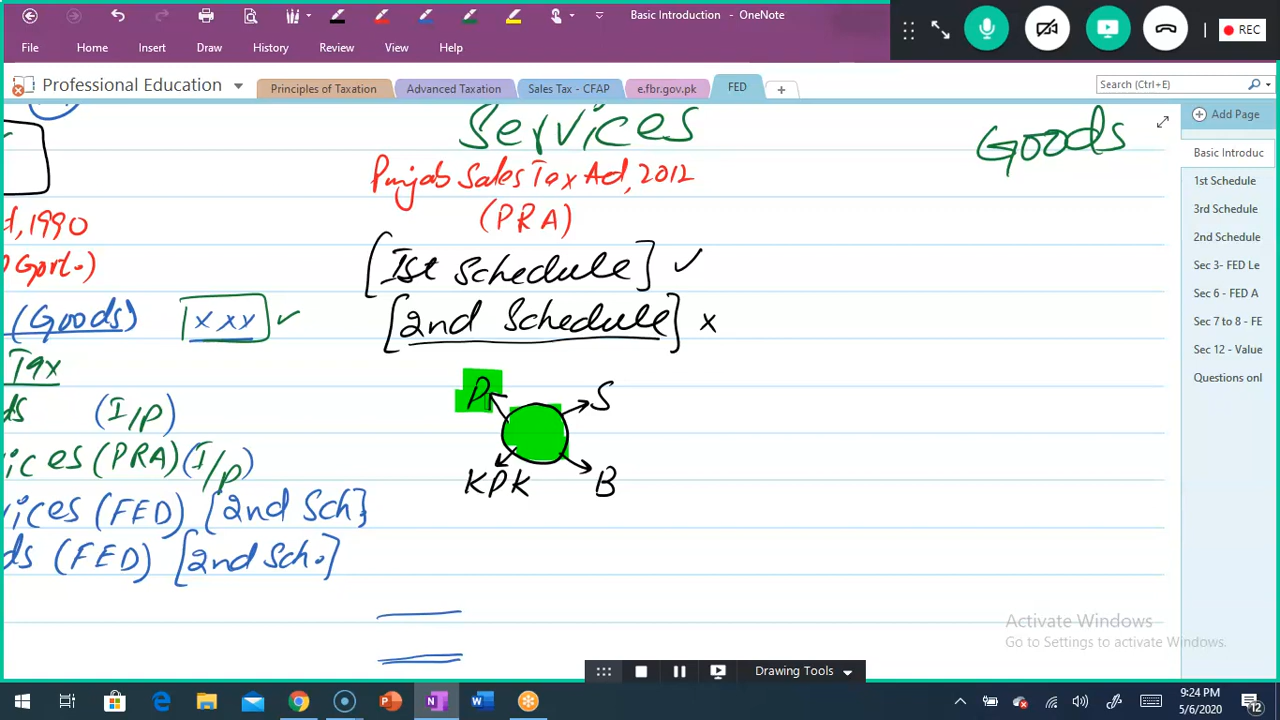 Basic Introduction - OneNote
REC
File Home Insert Draw History Review View Help
Professional Education
Principles of Taxation
Advanced Taxation
Sales Tax - CFAP
e.fbr.gov.pk
FED
Search (Ctrl+E)
Add Page
Basic Introduc
1st Schedule
3rd Schedule
2nd Schedule
Sec 3- FED Le
Sec 6 - FED A
Sec 7 to 8 - FE
Sec 12 - Value
Questions onl
Services
Goods
Punjab Sales Tax Act, 2012
(PRA)
, 1990
Govt.)
[Ist Schedule] ✓
[2nd Schedule] x
(Goods) xxx ✓
Tax
P S
KPK B
ds (I/P)
ices (PRA) (I/P)
vices (FED) [2nd Sch]
ds (FED) [2nd Sch.]
Activate Windows
Go to Settings to activate Windows.
Drawing Tools
9:24 PM
5/6/2020
12